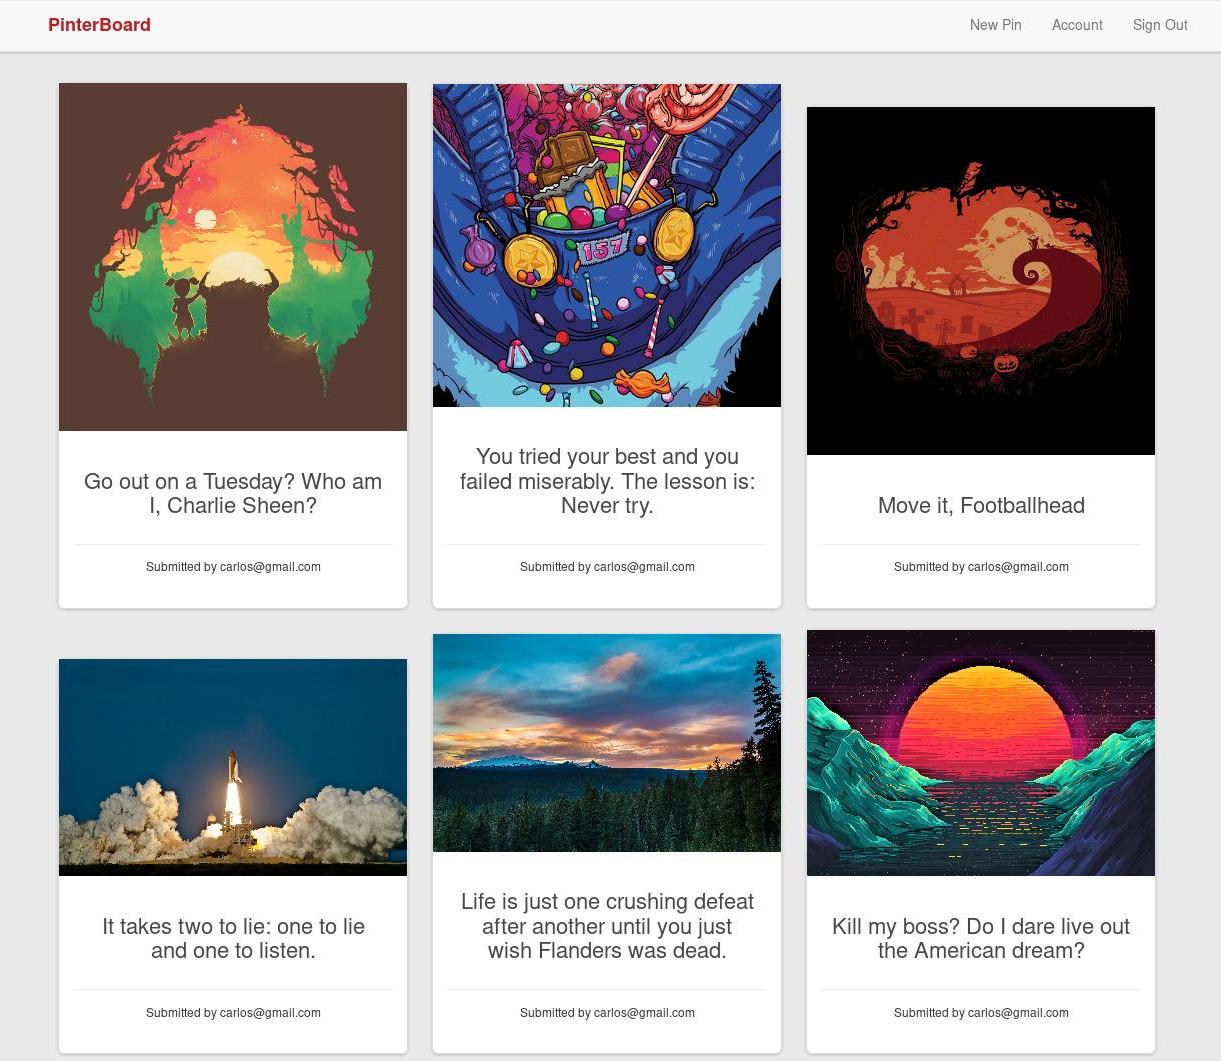 PinterBoard
New Pin
Account
Sign Out
157
Go out on a Tuesday? Who am
I, Charlie Sheen?
Submitted by carlos@gmail.com
You tried your best and you
failed miserably. The lesson is:
Never try.
Submitted by carlos@gmail.com
Move it, Footballhead
Submitted by carlos@gmail.com
It takes two to lie: one to lie
and one to listen.
Submitted by carlos@gmail.com
Life is just one crushing defeat
after another until you just
wish Flanders was dead.
Submitted by carlos@gmail.com
Kill my boss? Do I dare live out
the American dream?
Submitted by carlos@gmail.com